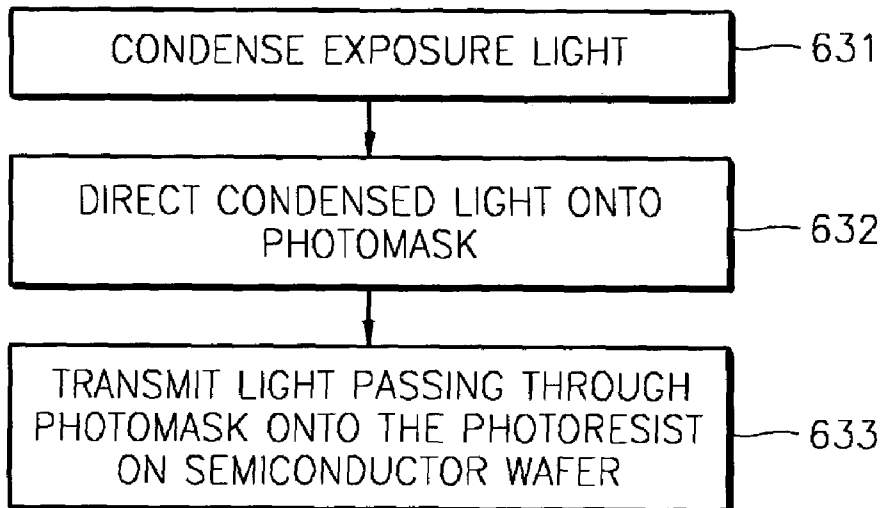 CONDENSE EXPOSURE LIGHT
631
DIRECT CONDENSED LIGHT ONTO
PHOTOMASK
632
TRANSMIT LIGHT PASSING THROUGH
PHOTOMASK ONTO THE PHOTORESIST
ON SEMICONDUCTOR WAFER
633